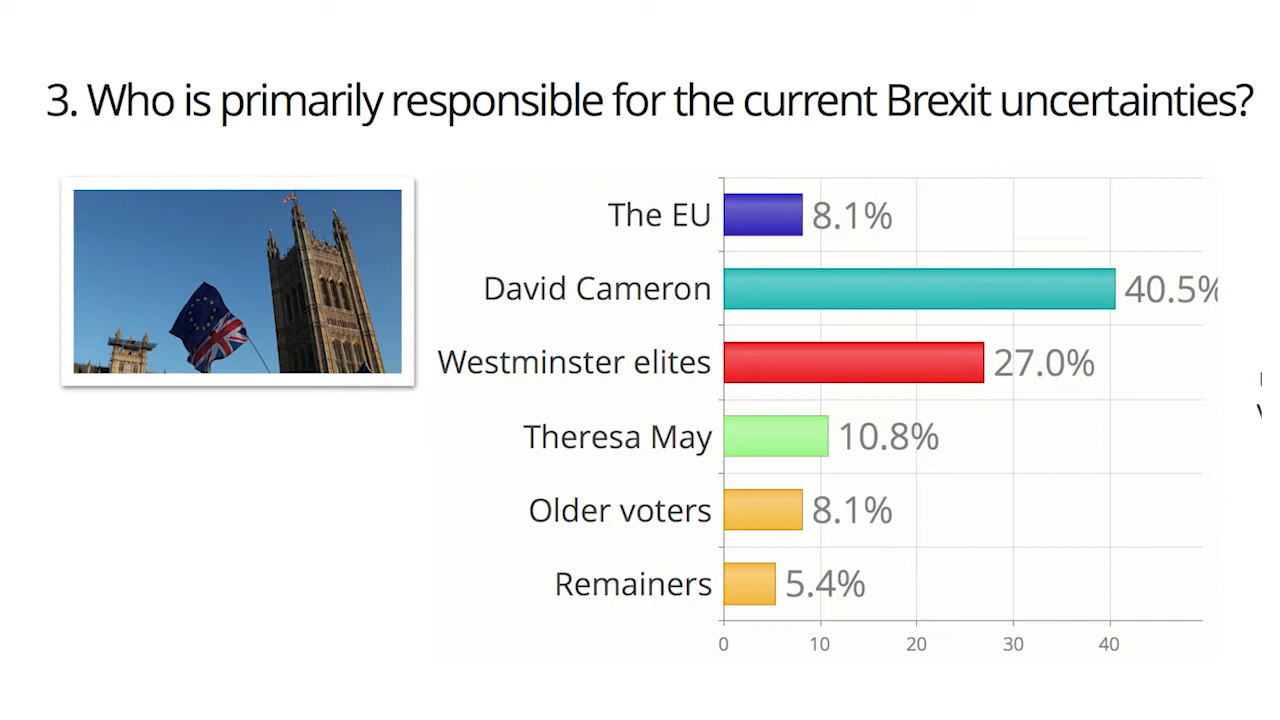 3. Who is primarily responsible for the current Brexit uncertainties?
The EU 8.1%
David Cameron 40.5%
Westminster elites 27.0%
Theresa May 10.8%
Older voters 8.1%
Remainers 5.4%
0 10 20 30 40